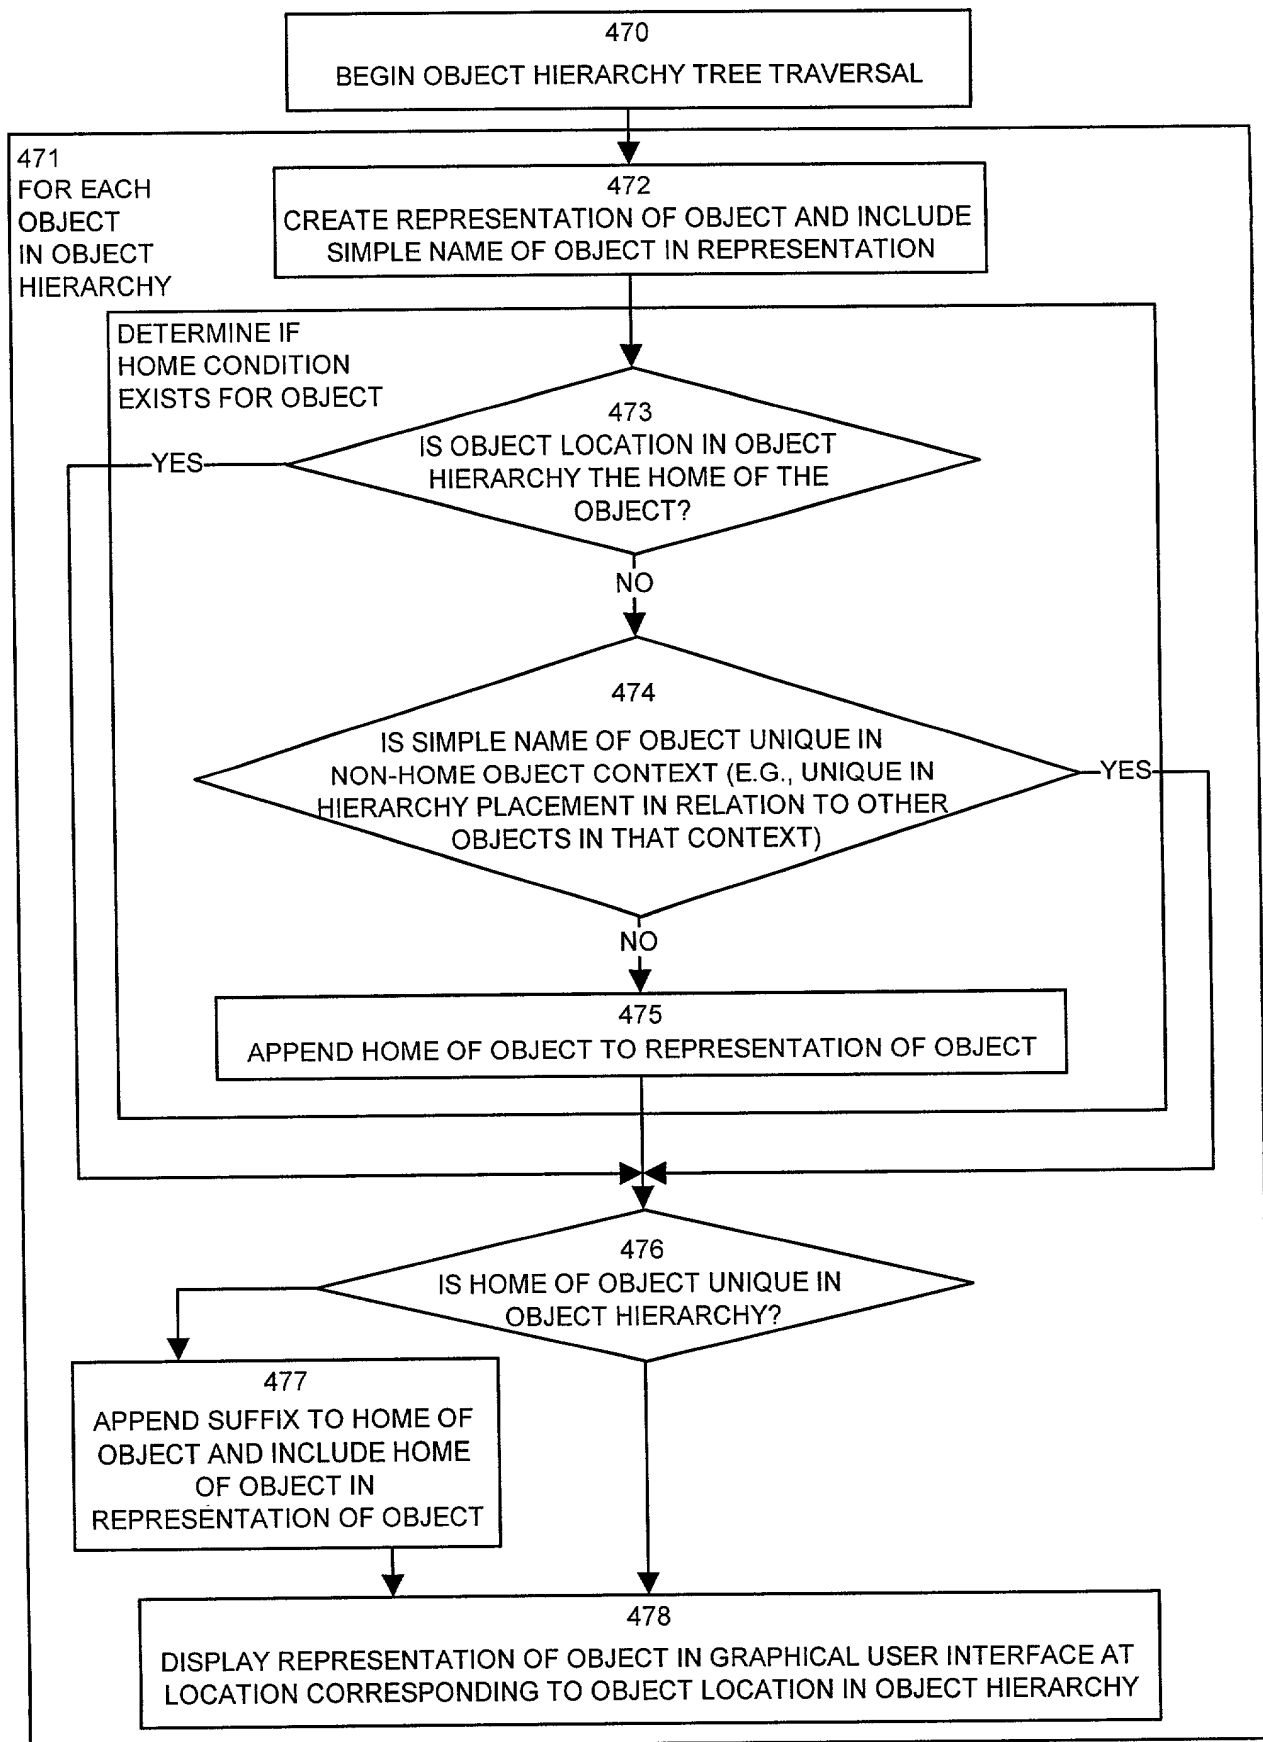 470
BEGIN OBJECT HIERARCHY TREE TRAVERSAL
471
FOR EACH
OBJECT
IN OBJECT
HIERARCHY
472
CREATE REPRESENTATION OF OBJECT AND INCLUDE
SIMPLE NAME OF OBJECT IN REPRESENTATION
DETERMINE IF
HOME CONDITION
EXISTS FOR OBJECT
473
IS OBJECT LOCATION IN OBJECT
HIERARCHY THE HOME OF THE
OBJECT?
YES
NO
474
IS SIMPLE NAME OF OBJECT UNIQUE IN
NON-HOME OBJECT CONTEXT (E.G., UNIQUE IN
HIERARCHY PLACEMENT IN RELATION TO OTHER
OBJECTS IN THAT CONTEXT)
YES
NO
475
APPEND HOME OF OBJECT TO REPRESENTATION OF OBJECT
476
IS HOME OF OBJECT UNIQUE IN
OBJECT HIERARCHY?
477
APPEND SUFFIX TO HOME OF
OBJECT AND INCLUDE HOME
OF OBJECT IN
REPRESENTATION OF OBJECT
478
DISPLAY REPRESENTATION OF OBJECT IN GRAPHICAL USER INTERFACE AT
LOCATION CORRESPONDING TO OBJECT LOCATION IN OBJECT HIERARCHY